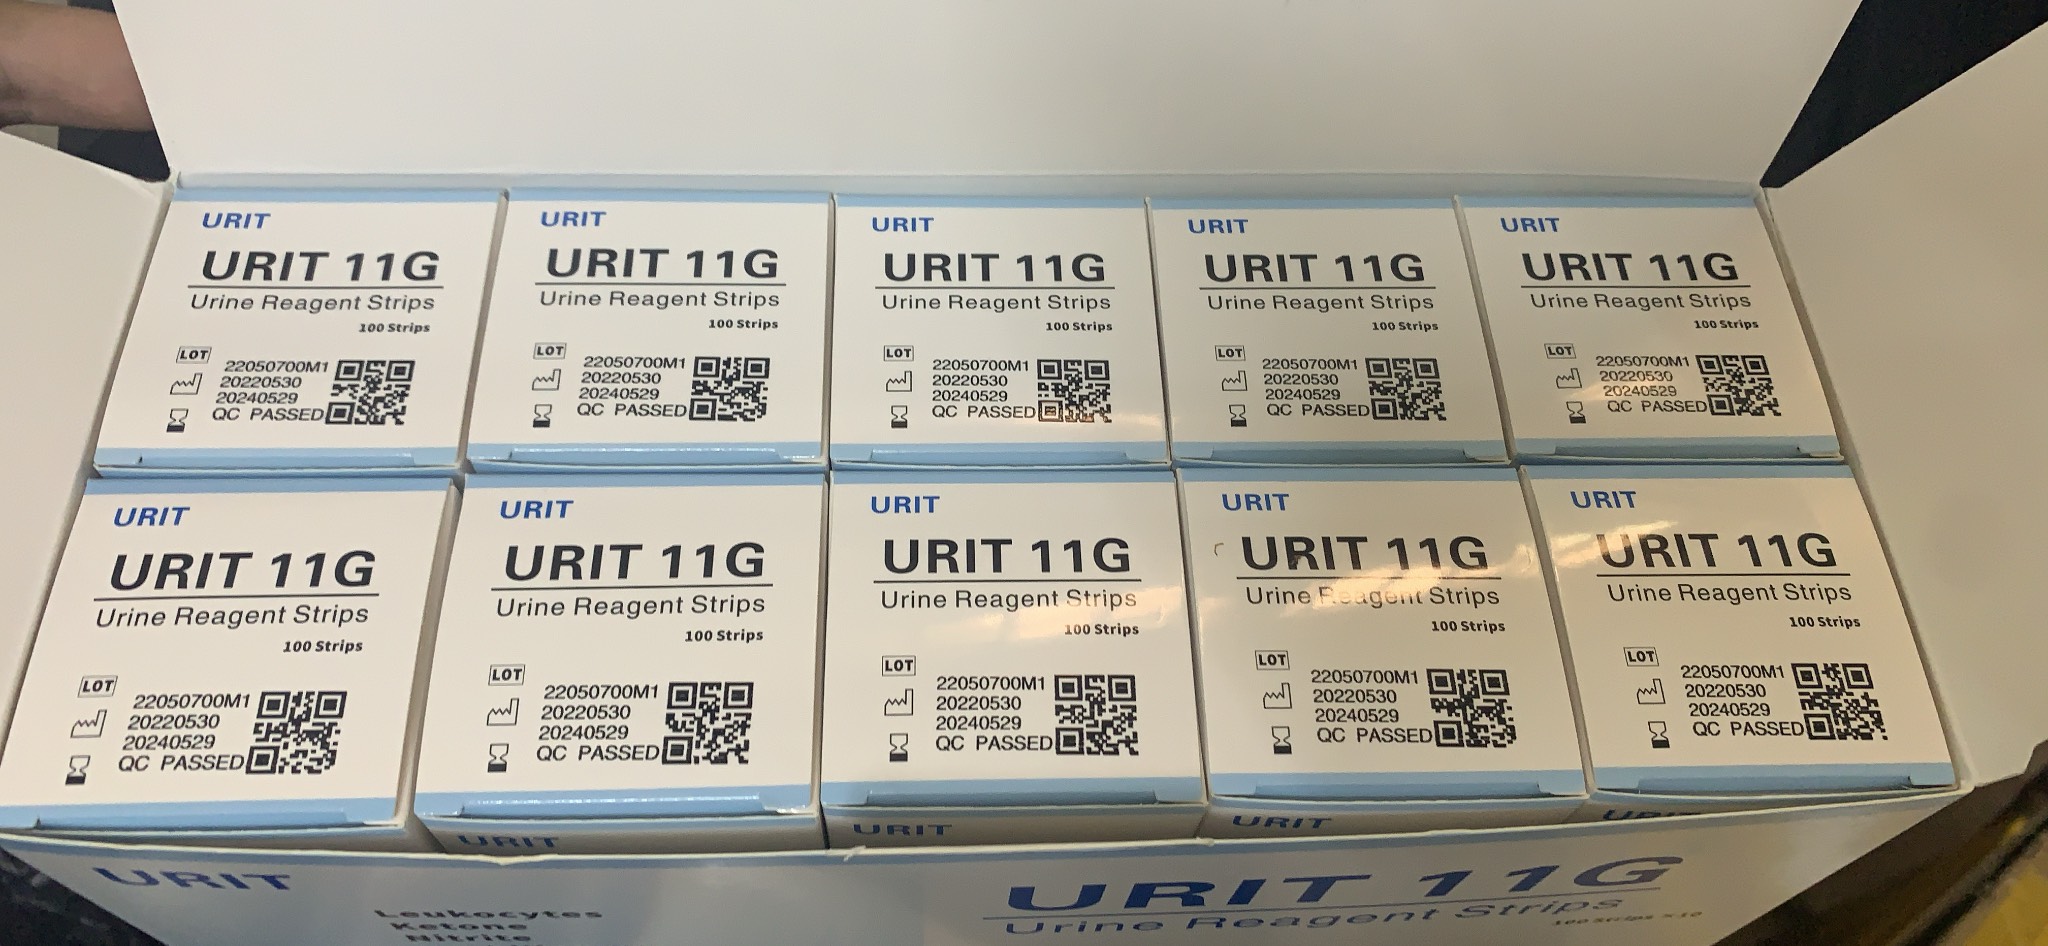 URIT
URIT 11G
Urine Reagent Strips
100 Strips
LOT
22050700M1
20220530
20240529
QC PASSED
URIT
URIT 11G
Urine Reagent Strips
100 Strips
LOT
22050700M1
20220530
20240529
QC PASSED
URIT
URIT 11G
Urine Reagent Strips
100 Strips
LOT
22050700M1
20220530
20240529
QC PASSED
URIT
URIT 11G
Urine Reagent Strips
100 Strips
LOT
22050700M1
20220530
20240529
QC PASSED
URIT
URIT 11G
Urine Reagent Strips
100 Strips
LOT
22050700M1
20220530
20240529
QC PASSED
URIT
URIT 11G
Urine Reagent Strips
100 Strips
LOT
22050700M1
20220530
20240529
QC PASSED
URIT
URIT 11G
Urine Reagent Strips
100 Strips
LOT
22050700M1
20220530
20240529
QC PASSED
URIT
URIT 11G
Urine Reagent Strips
100 Strips
LOT
22050700M1
20220530
20240529
QC PASSED
URIT
URIT 11G
Urine Reagent Strips
100 Strips
LOT
22050700M1
20220530
20240529
QC PASSED
URIT
URIT 11G
Urine Reagent Strips
100 Strips
LOT
22050700M1
20220530
20240529
QC PASSED
URIT
URIT
URIT
URIT
URIT
Leukocytes
Ketone
Nitrite
URIT 11G
Urine Reagent Strips
100 strips ×10